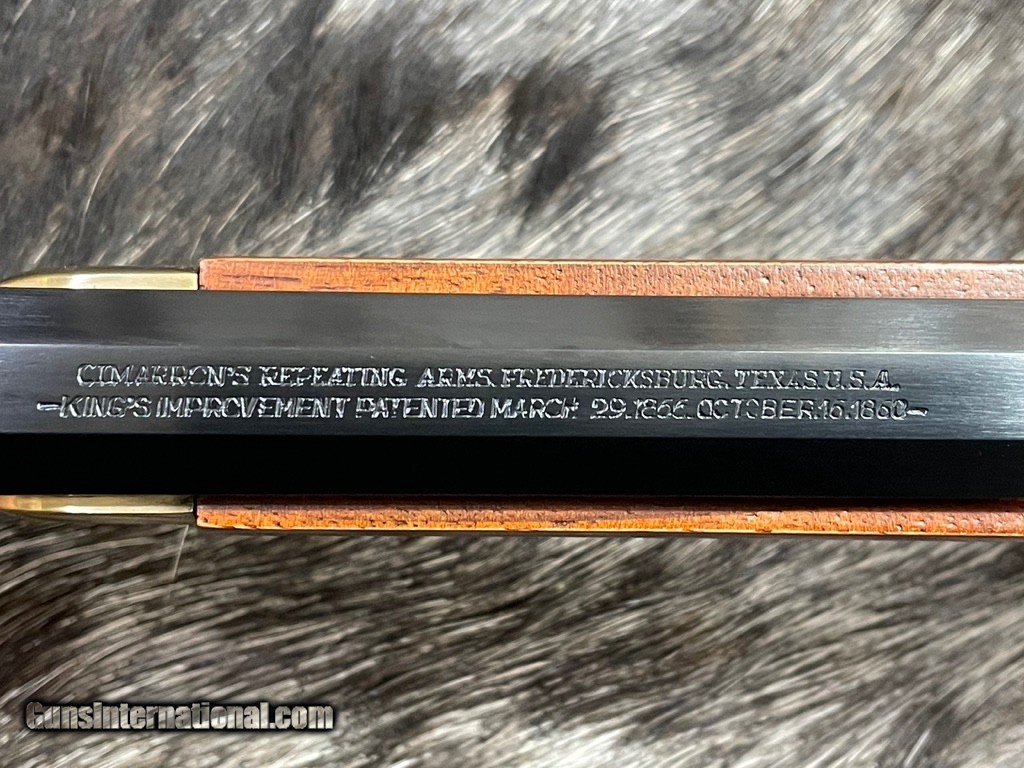 CIMARRON'S REPEATING ARMS. FREDERICKSBURG. TEXAS.U.S.A.
-KING'S IMPROVEMENT PATENTED MARCH 29.1866. OCTOBER.16.1860-
GunsInternational.com